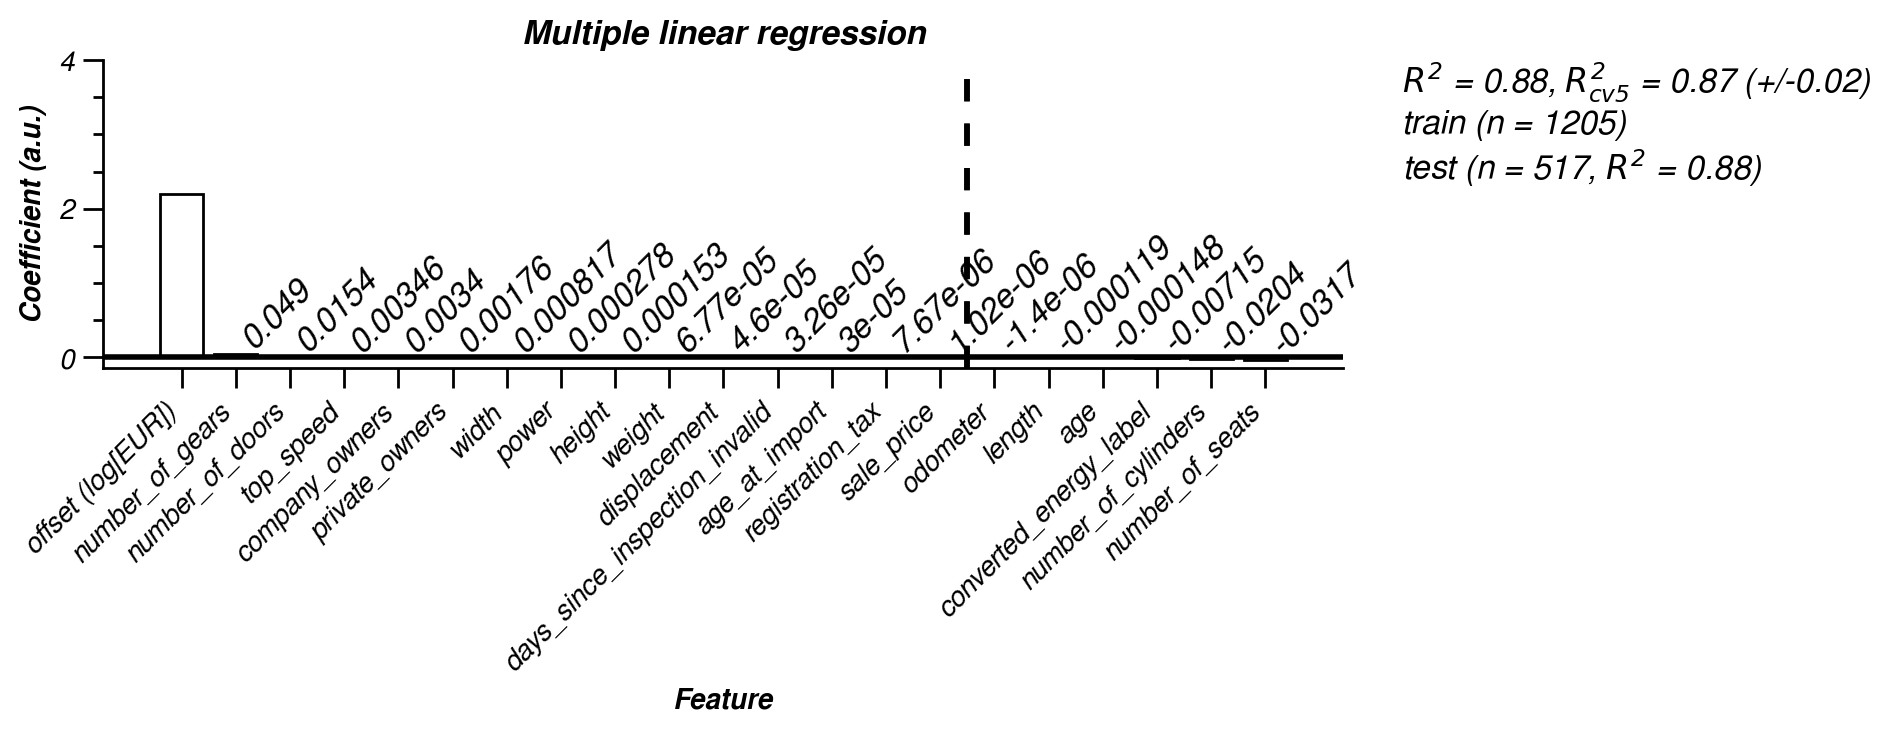 Multiple linear regression
R² = 0.88, R²cv5 = 0.87 (+/-0.02)
train (n = 1205)
test (n = 517, R² = 0.88)
Coefficient (a.u.)
4
2
0
0.049
0.0154
0.00346
0.0034
0.00176
0.000817
0.000278
0.000153
6.77e-05
4.6e-05
3.26e-05
3e-05
7.67e-06
1.02e-06
-1.4e-06
-0.000119
-0.000148
-0.00715
-0.0204
-0.0317
offset (log[EUR])
number_of_gears
number_of_doors
top_speed
company_owners
private_owners
width
power
height
weight
displacement
days_since_inspection_invalid
age_at_import
registration_tax
sale_price
odometer
length
age
converted_energy_label
number_of_cylinders
number_of_seats
Feature